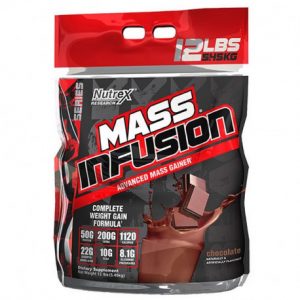 12 LBS
5.45KG
SERIES
Nutrex
RESEARCH
MASS
INFUSION
ADVANCED MASS GAINER
COMPLETE
WEIGHT GAIN
FORMULA
50G 200G 1120
22G 10G 8.1G
chocolate
Dietary Supplement